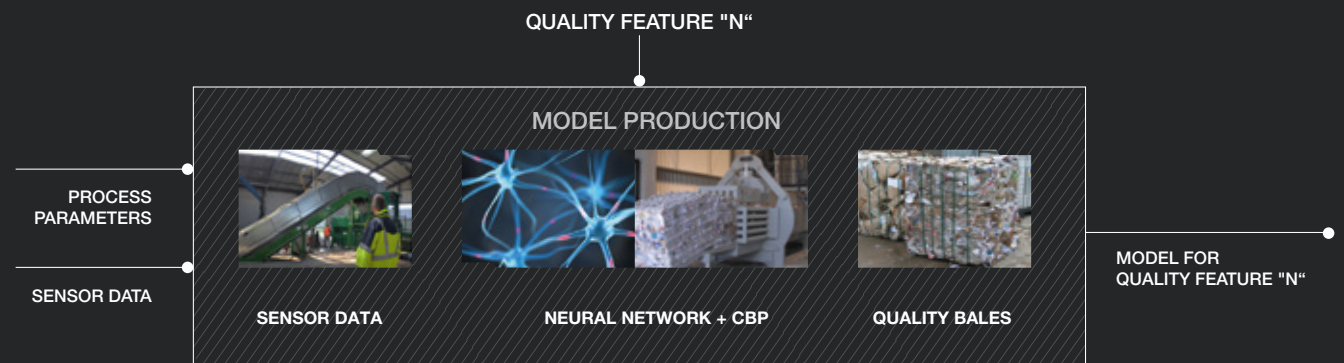 QUALITY FEATURE "N“
MODEL PRODUCTION
PROCESS
PARAMETERS
SENSOR DATA
SENSOR DATA
NEURAL NETWORK + CBP
QUALITY BALES
MODEL FOR
QUALITY FEATURE "N“